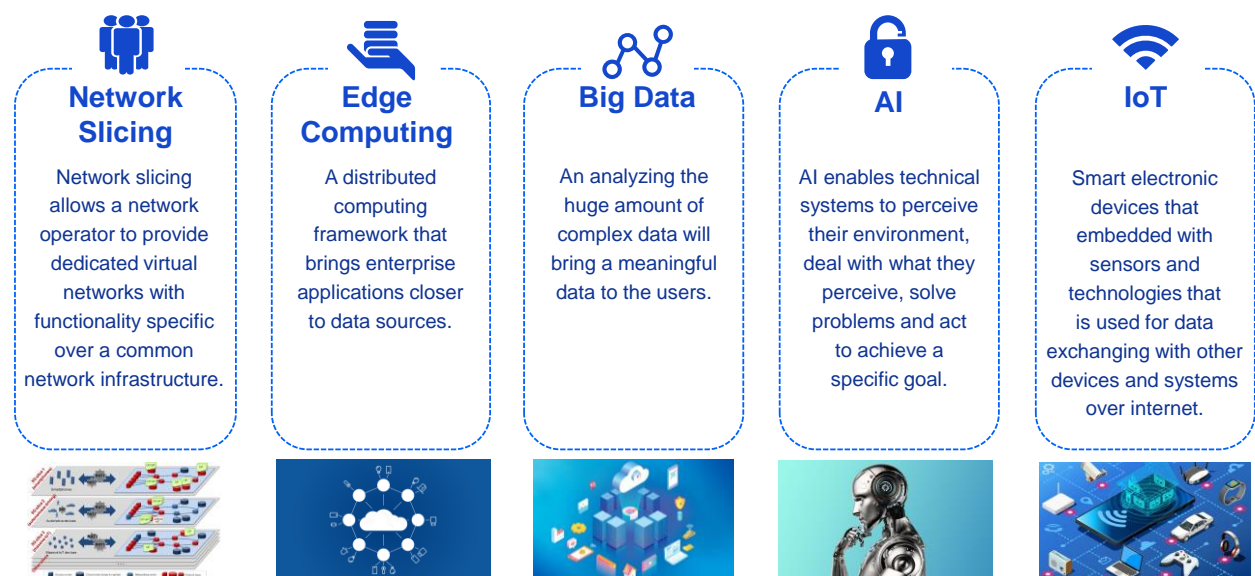 Network
Slicing
Network slicing
allows a network
operator to provide
dedicated virtual
networks with
functionality specific
over a common
network infrastructure.
Edge
Computing
A distributed
computing
framework that
brings enterprise
applications closer
to data sources.
Big Data
An analyzing the
huge amount of
complex data will
bring a meaningful
data to the users.
AI
AI enables technical
systems to perceive
their environment,
deal with what they
perceive, solve
problems and act
to achieve a
specific goal.
IoT
Smart electronic
devices that
embedded with
sensors and
technologies that
is used for data
exchanging with other
devices and systems
over internet.